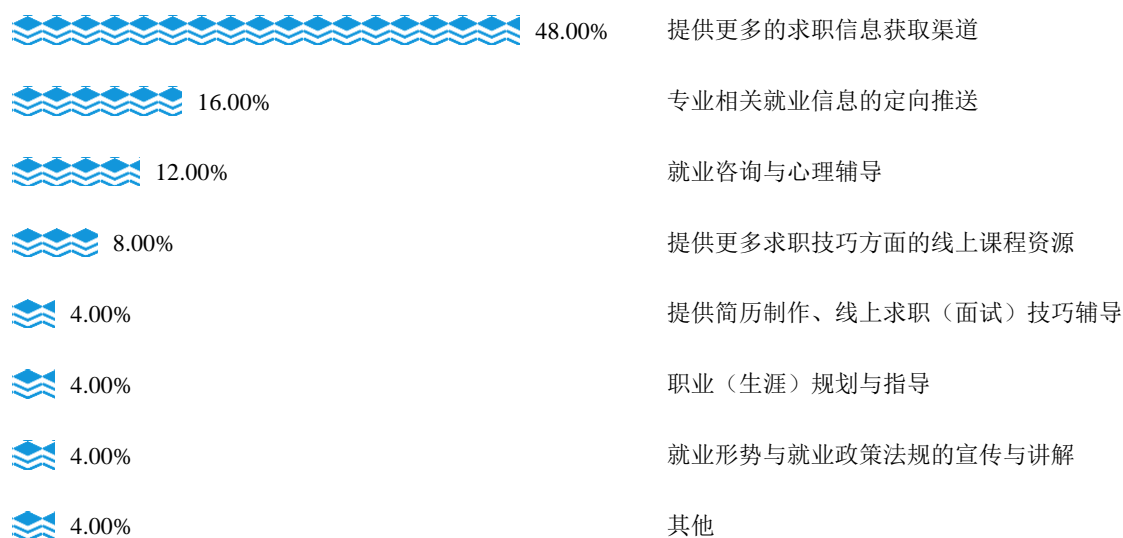 48.00% 提供更多的求职信息获取渠道
16.00% 专业相关就业信息的定向推送
12.00% 就业咨询与心理辅导
8.00% 提供更多求职技巧方面的线上课程资源
4.00% 提供简历制作、线上求职（面试）技巧辅导
4.00% 职业（生涯）规划与指导
4.00% 就业形势与就业政策法规的宣传与讲解
4.00% 其他